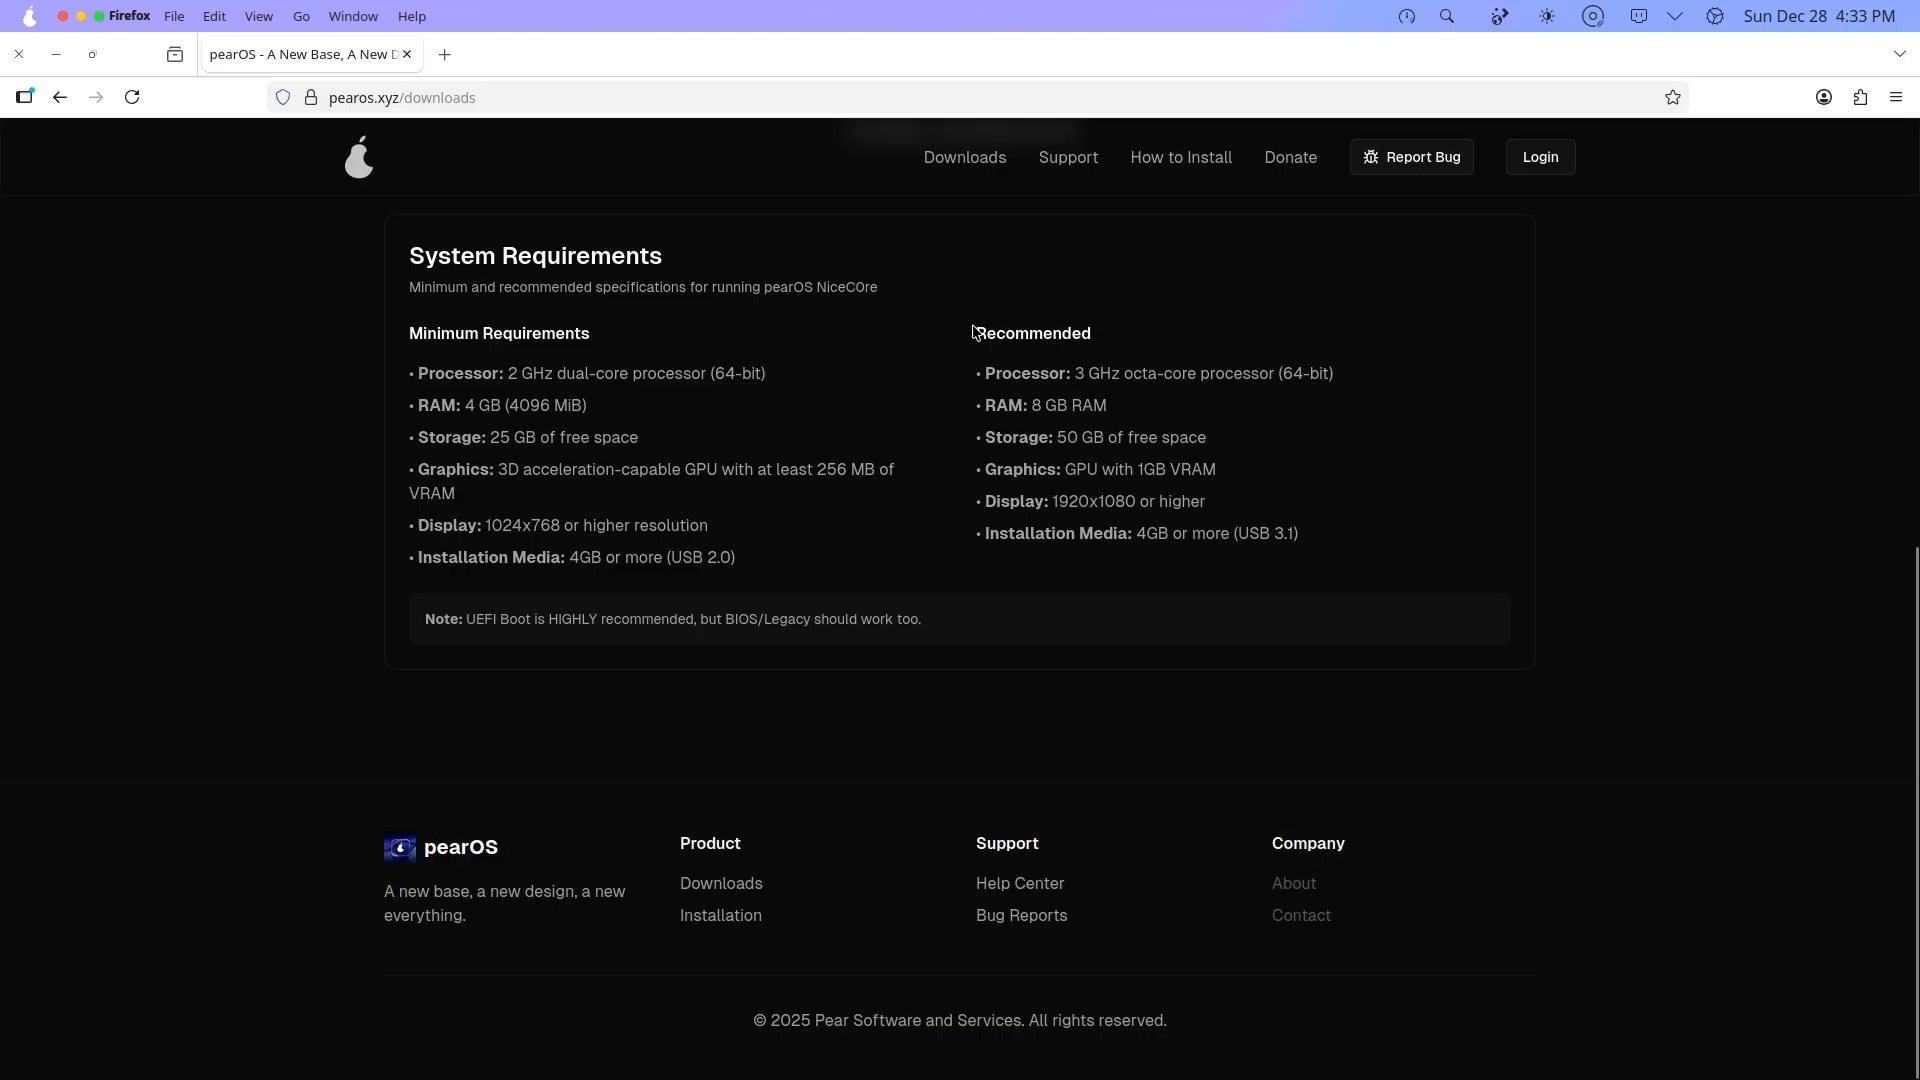 Firefox File Edit View Go Window Help Sun Dec 28 4:33 PM
pearOS - A New Base, A New D
pearos.xyz/downloads
Downloads Support How to Install Donate Report Bug Login
System Requirements
Minimum and recommended specifications for running pearOS NiceC0re
Minimum Requirements
• Processor: 2 GHz dual-core processor (64-bit)
• RAM: 4 GB (4096 MiB)
• Storage: 25 GB of free space
• Graphics: 3D acceleration-capable GPU with at least 256 MB of
VRAM
• Display: 1024x768 or higher resolution
• Installation Media: 4GB or more (USB 2.0)
Recommended
• Processor: 3 GHz octa-core processor (64-bit)
• RAM: 8 GB RAM
• Storage: 50 GB of free space
• Graphics: GPU with 1GB VRAM
• Display: 1920x1080 or higher
• Installation Media: 4GB or more (USB 3.1)
Note: UEFI Boot is HIGHLY recommended, but BIOS/Legacy should work too.
pearOS
A new base, a new design, a new
everything.
Product
Downloads
Installation
Support
Help Center
Bug Reports
Company
About
Contact
© 2025 Pear Software and Services. All rights reserved.